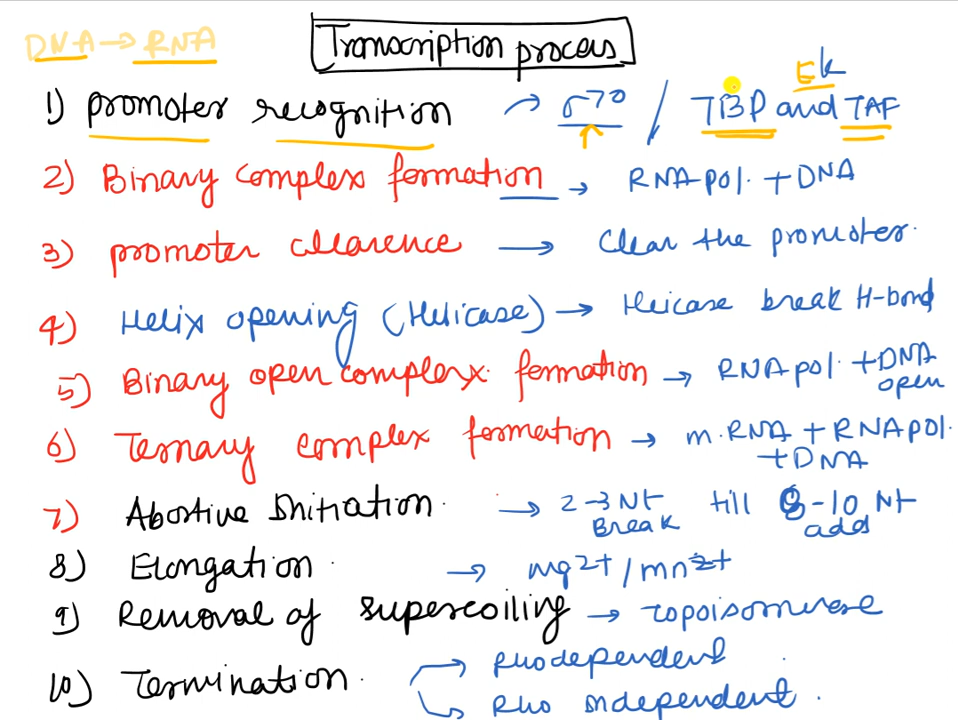 DNA → RNA
Transcription process
1) promoter recognition → σ70 / TBP and TAF
Ek
2) Binary complex formation → RNA pol. + DNA
3) promoter clearence → Clear the promoter.
4) Helix opening (Helicase) → Helicase break H-bond
5) Binary open complex formation → RNA pol. + DNA
open
6) Ternary complex formation → m.RNA + RNA pol.
+ DNA
7) Abortive Initiation → 2-3 Nt till 8-10 Nt
Break add
8) Elongation → mg2+ / mn2+
9) Removal of supercoiling → Topoisomerase
10) Termination → Rho dependent
→ Rho Independent.